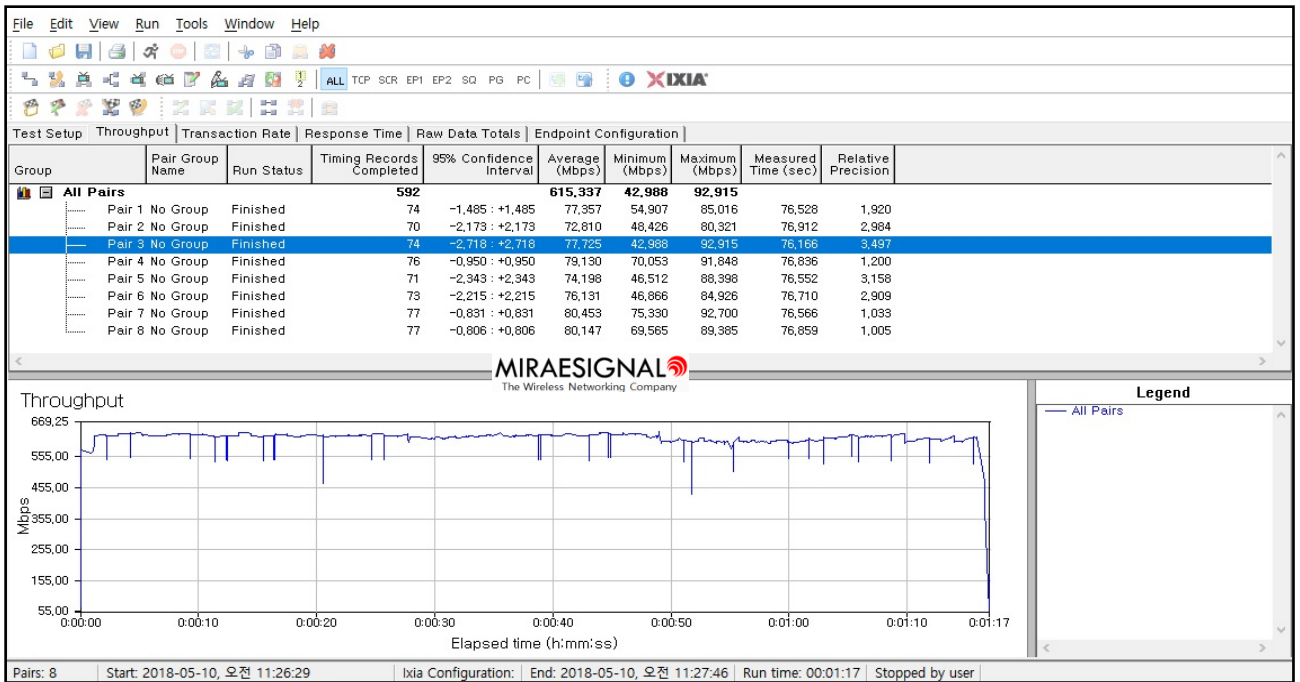 File Edit View Run Tools Window Help
ALL TCP SCR EP1 EP2 SQ PG PC XIXIA
Test Setup Throughput Transaction Rate Response Time Raw Data Totals Endpoint Configuration
Group Pair Group Name Run Status Timing Records Completed 95% Confidence Interval Average (Mbps) Minimum (Mbps) Maximum (Mbps) Measured Time (sec) Relative Precision
All Pairs 592 615,337 42,988 92,915
Pair 1 No Group Finished 74 -1,485 : +1,485 77,357 54,907 85,016 76,528 1,920
Pair 2 No Group Finished 70 -2,173 : +2,173 72,810 48,426 80,321 76,912 2,984
Pair 3 No Group Finished 74 -2,718 : +2,718 77,725 42,988 92,915 76,166 3,497
Pair 4 No Group Finished 76 -0,950 : +0,950 79,130 70,053 91,848 76,836 1,200
Pair 5 No Group Finished 71 -2,343 : +2,343 74,198 46,512 88,398 76,552 3,158
Pair 6 No Group Finished 73 -2,215 : +2,215 76,131 46,866 84,926 76,710 2,909
Pair 7 No Group Finished 77 -0,831 : +0,831 80,453 75,330 92,700 76,566 1,033
Pair 8 No Group Finished 77 -0,806 : +0,806 80,147 69,565 89,385 76,859 1,005
MIRAESIGNAL
The Wireless Networking Company
Throughput
669,25
555,00
455,00
355,00
255,00
155,00
55,00
Mbps
0:00:00 0:00:10 0:00:20 0:00:30 0:00:40 0:00:50 0:01:00 0:01:10 0:01:17
Elapsed time (h:mm:ss)
Legend
All Pairs
Pairs: 8 Start: 2018-05-10, 오전 11:26:29 Ixia Configuration: End: 2018-05-10, 오전 11:27:46 Run time: 00:01:17 Stopped by user